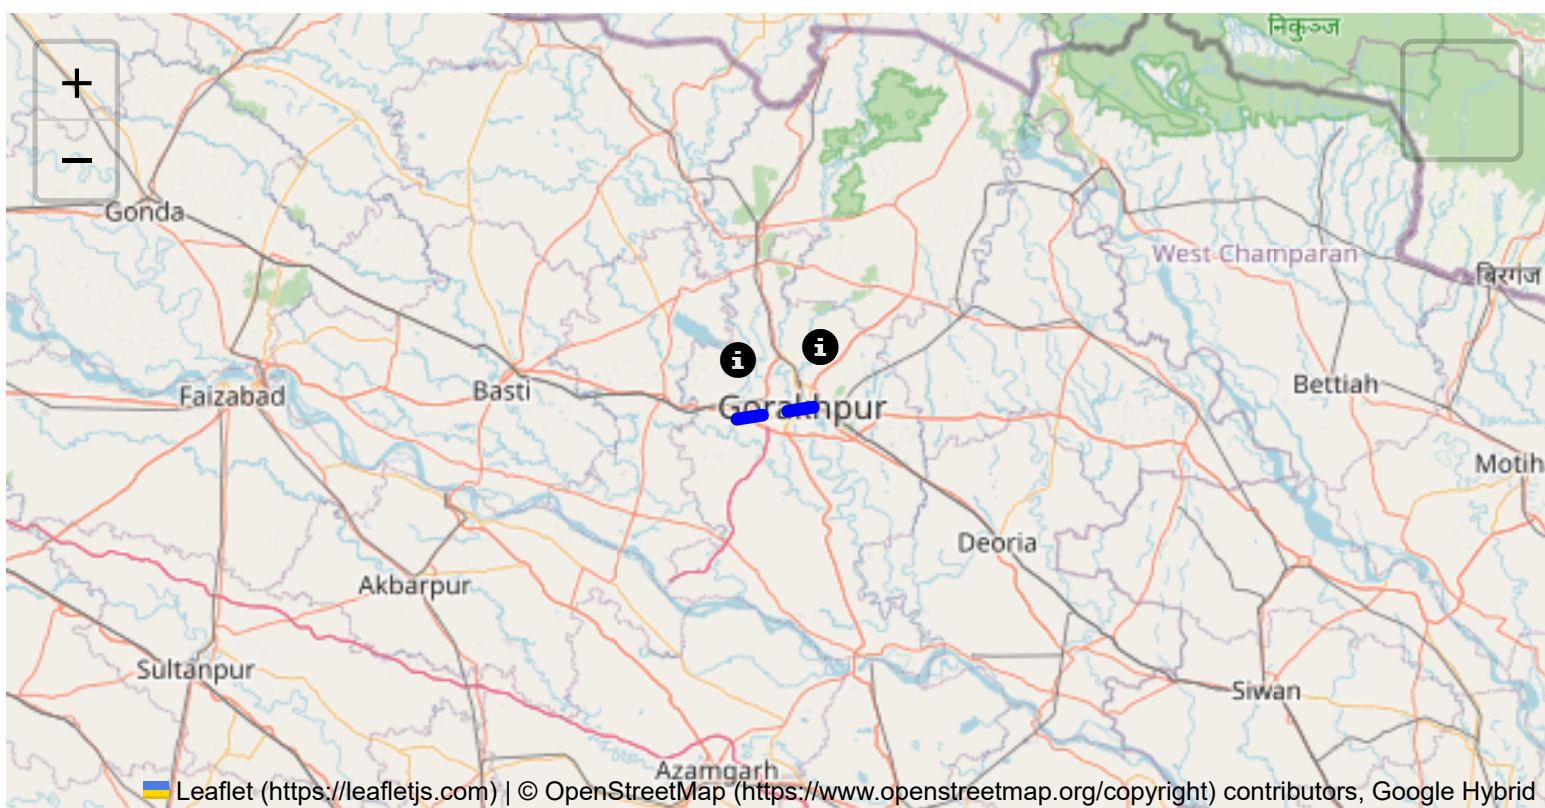 निकुञ्ज
+
−
Gonda
West Champaran
बिरगंज
i
i
Bettiah
Basti
Faizabad
Gorakhpur
Motih
Deoria
Akbarpur
Sultanpur
Siwan
Azamgarh
Leaflet (https://leafletjs.com) | © OpenStreetMap (https://www.openstreetmap.org/copyright) contributors, Google Hybrid